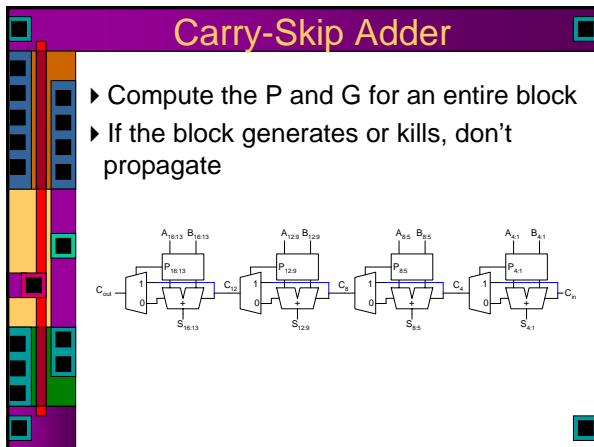 Carry-Skip Adder
Compute the P and G for an entire block
If the block generates or kills, don't
propagate
A16:13 B16:13 A12:9 B12:9 A8:5 B8:5 A4:1 B4:1
P16:13 P12:9 P8:5 P4:1
Cout 1 C12 1 C8 1 C4 1 Cin
0 + 0 + 0 + 0 +
S16:13 S12:9 S8:5 S4:1